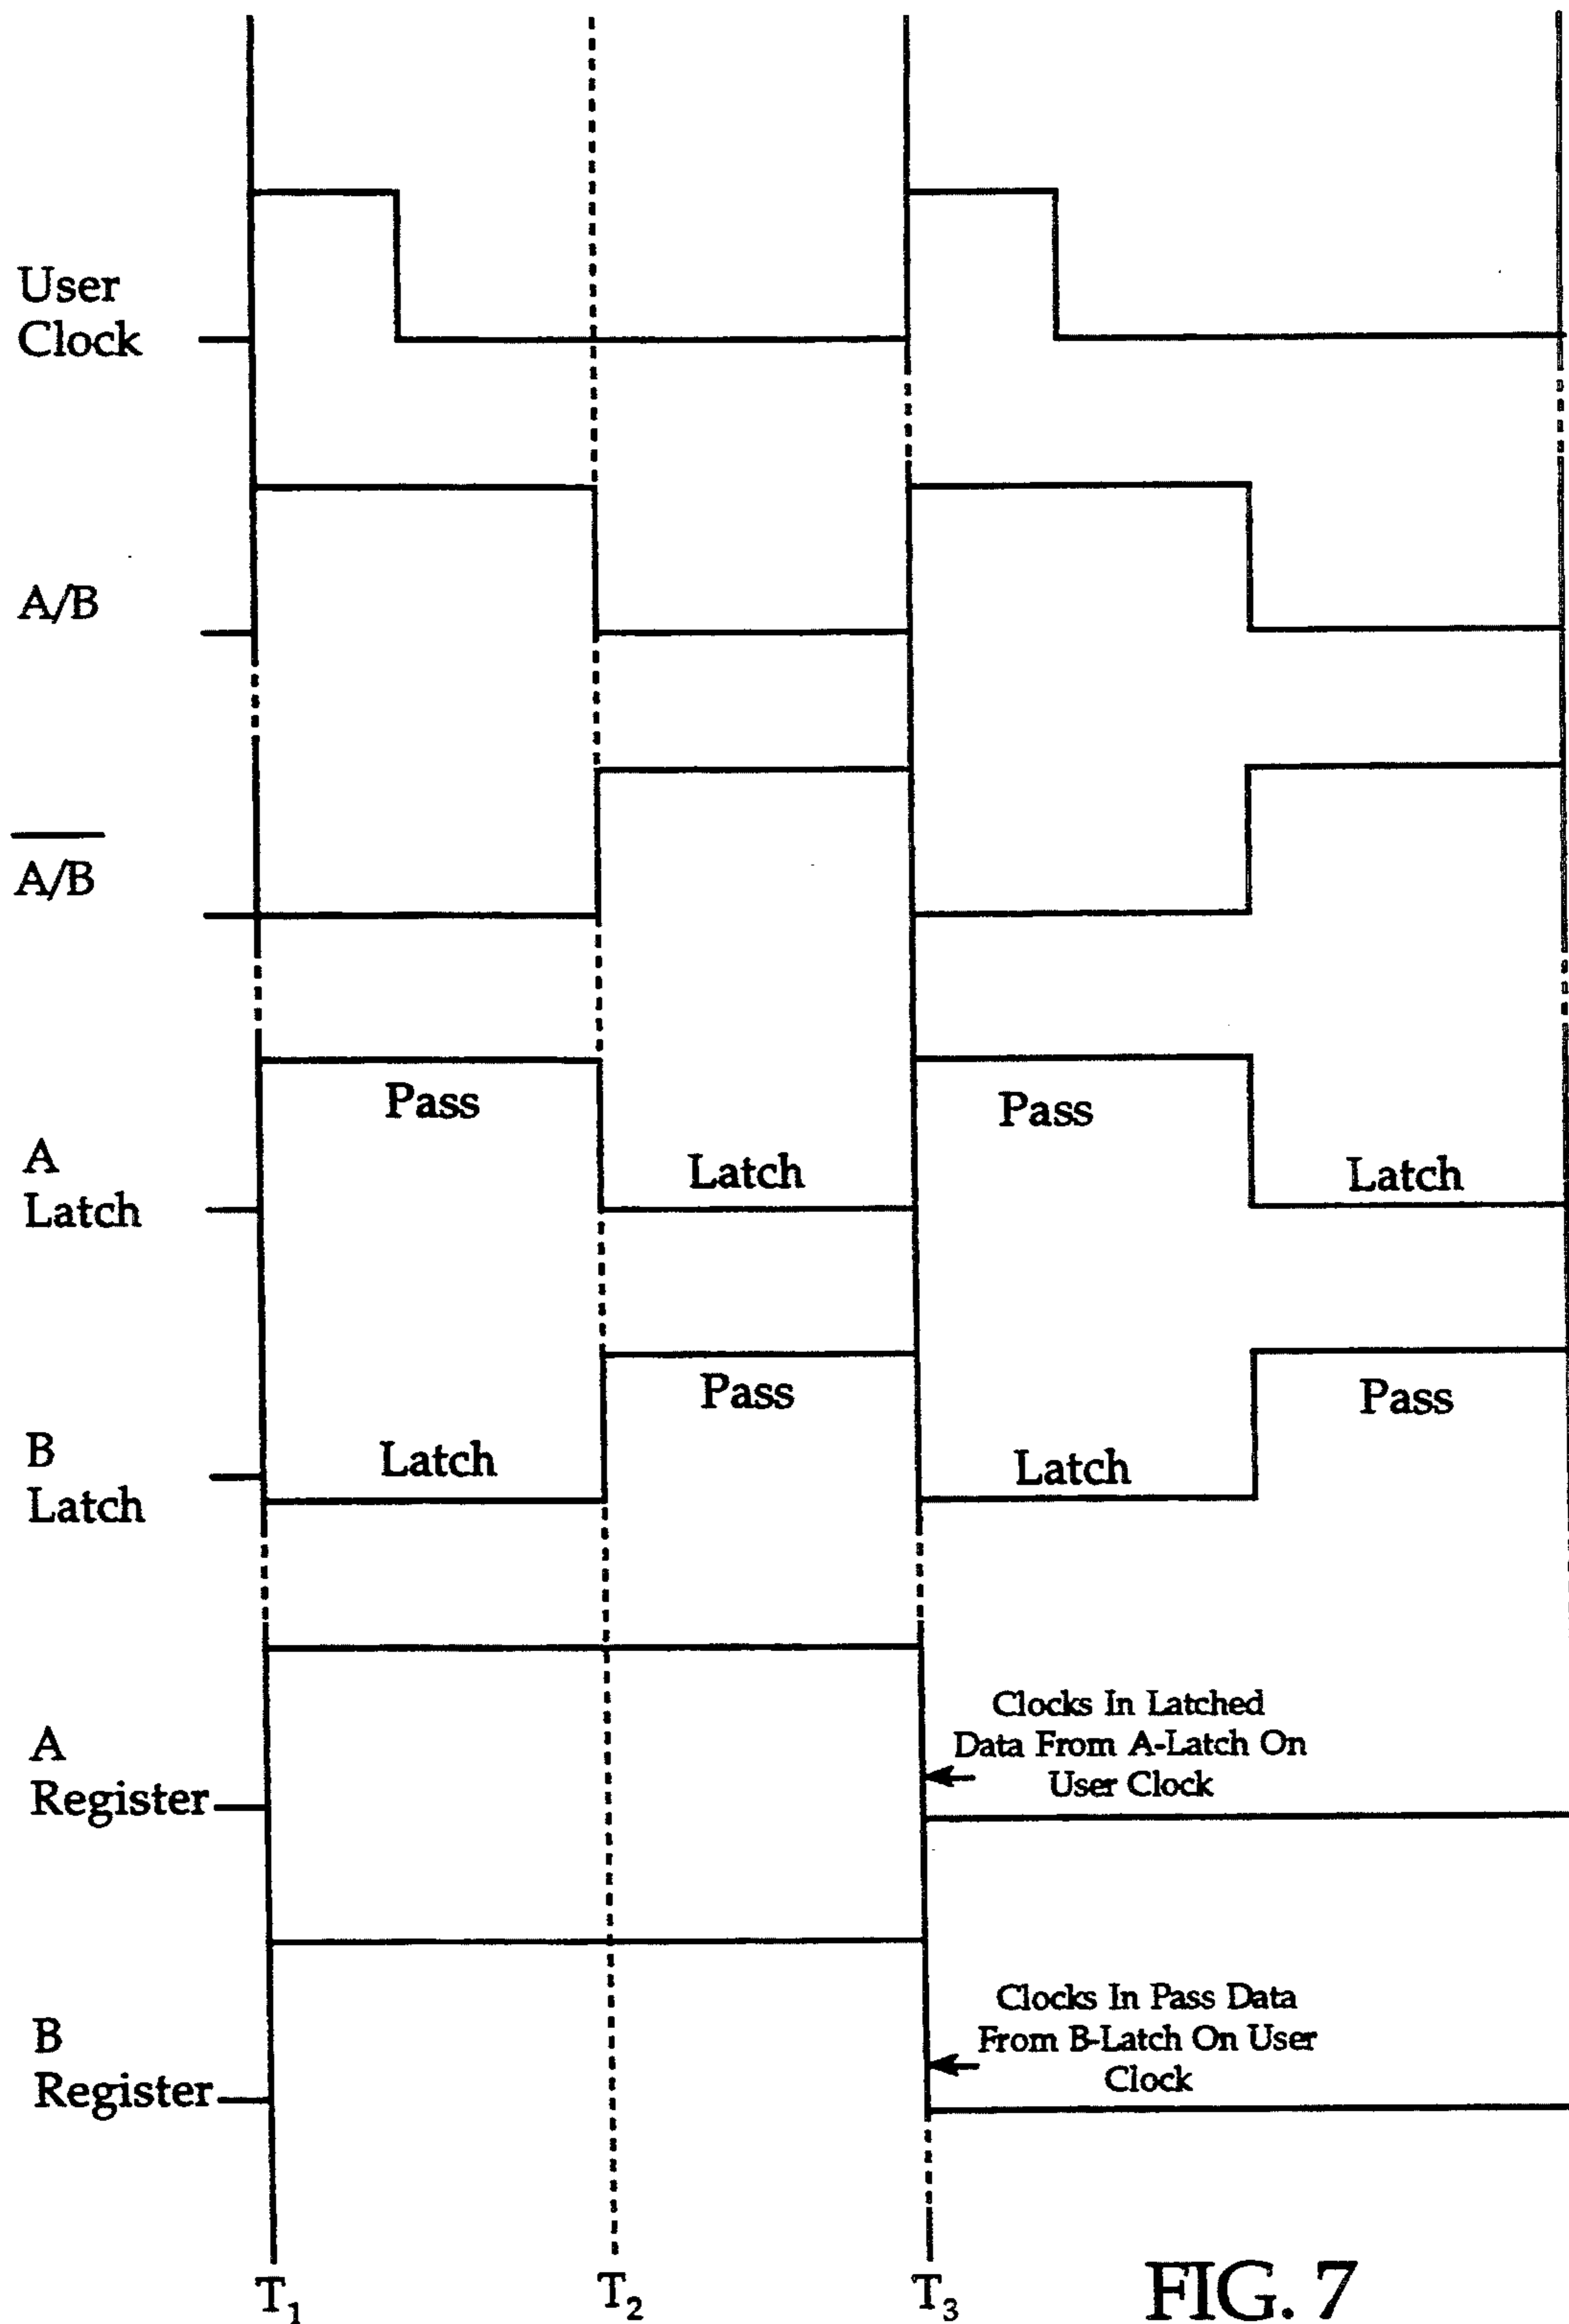 User
Clock
A/B
A/B
Pass
Pass
A
Latch
Latch
Latch
Pass
Pass
B
Latch
Latch
Latch
Clocks In Latched
Data From A-Latch On
User Clock
A
Register
Clocks In Pass Data
From B-Latch On User
Clock
B
Register
T₁
T₂
T₃
FIG. 7